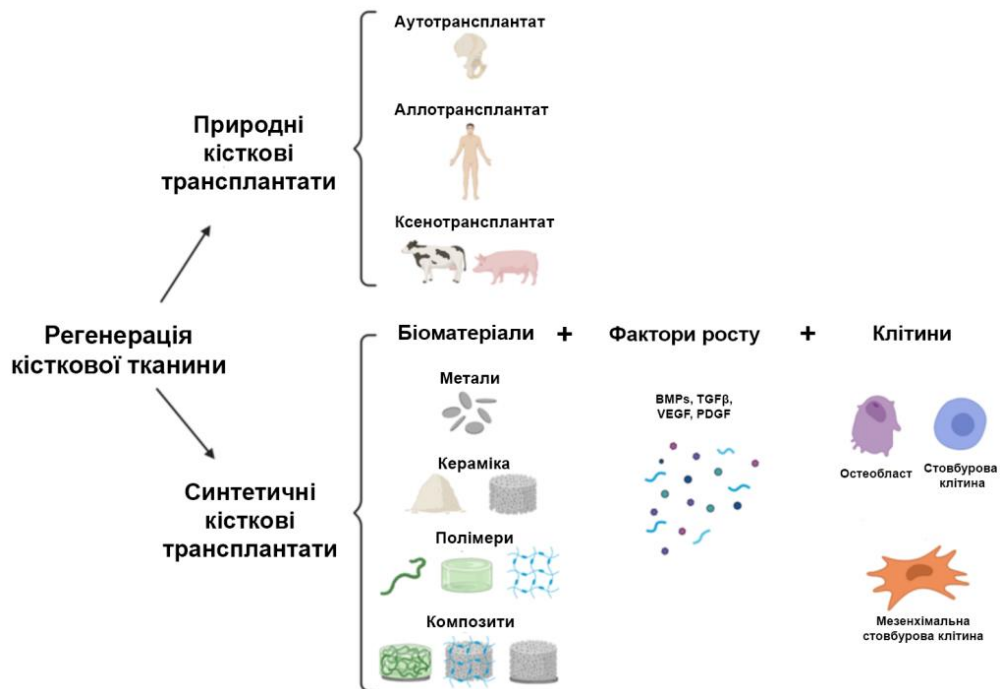 Аутотрансплантат
Аллотрансплантат
Природні
кісткові
трансплантати
Ксенотрансплантат
Регенерація
кісткової тканини
Біоматеріали + Фактори росту + Клітини
Метали
BMPs, TGFβ,
VEGF, PDGF
Кераміка
Остеобласт
Стовбурова
клітина
Синтетичні
кісткові
трансплантати
Полімери
Композити
Мезенхімальна
стовбурова клітина